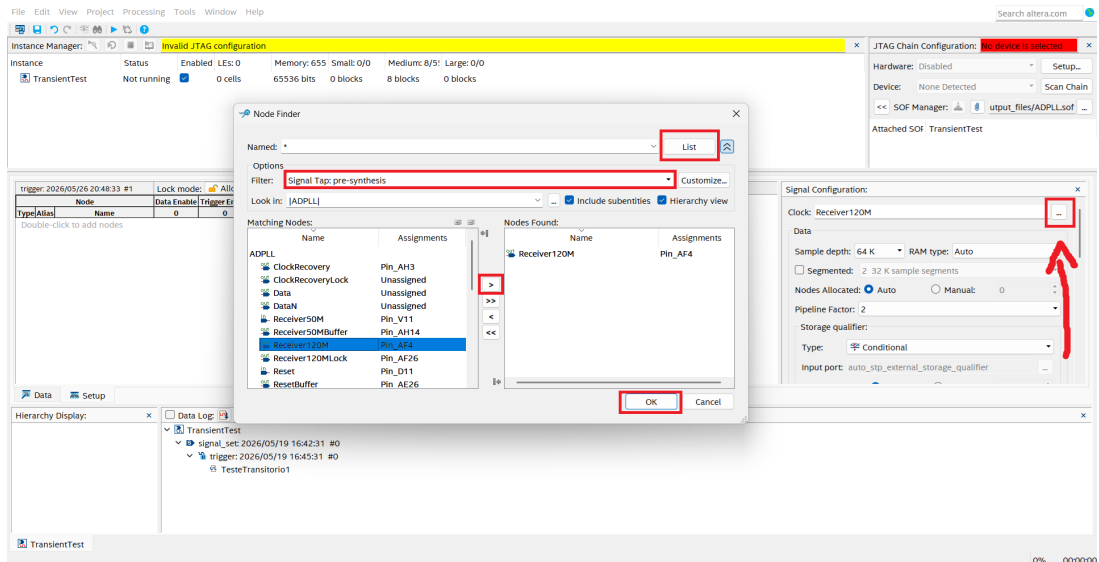 File Edit View Project Processing Tools Window Help
Search altera.com
Instance Manager: Invalid JTAG configuration
Instance Status Enabled LEs: 0 Memory: 655 Small: 0/0 Medium: 8/5! Large: 0/0
TransientTest Not running 0 cells 65536 bits 0 blocks 8 blocks 0 blocks
JTAG Chain Configuration: No device is selected
Hardware: Disabled Setup...
Device: None Detected Scan Chain
<< SOF Manager: utput_files/ADPLL.sof ...
Attached SOF TransientTest
Node Finder
Named: * List
Options
Filter: Signal Tap: pre-synthesis Customize...
Look in: |ADPLL| ... Include subentities Hierarchy view
Matching Nodes:
Name Assignments
ADPLL
ClockRecovery Pin_AH3
ClockRecoveryLock Unassigned
Data Unassigned
DataN Unassigned
Receiver50M Pin_V11
Receiver50MBuffer Pin_AH14
Receiver120M Pin_AF4
Receiver120MLock Pin_AF26
Reset Pin_D11
ResetBuffer Pin_AE26
>
>>
<
<<
Nodes Found:
Name Assignments
Receiver120M Pin_AF4
OK Cancel
trigger: 2026/05/26 20:48:33 #1 Lock mode: Allo
Node Data Enable Trigger En
Type Alias Name 0 0
Double-click to add nodes
Signal Configuration:
Clock: Receiver120M ...
Data
Sample depth: 64 K RAM type: Auto
Segmented: 2 32 K sample segments
Nodes Allocated: Auto Manual: 0
Pipeline Factor: 2
Storage qualifier:
Type: Conditional
Input port: auto_stp_external_storage_qualifier ...
Data Setup
Hierarchy Display:
Data Log:
TransientTest
signal_set: 2026/05/19 16:42:31 #0
trigger: 2026/05/19 16:45:31 #0
TesteTransitorio1
TransientTest
0% 00:00:00